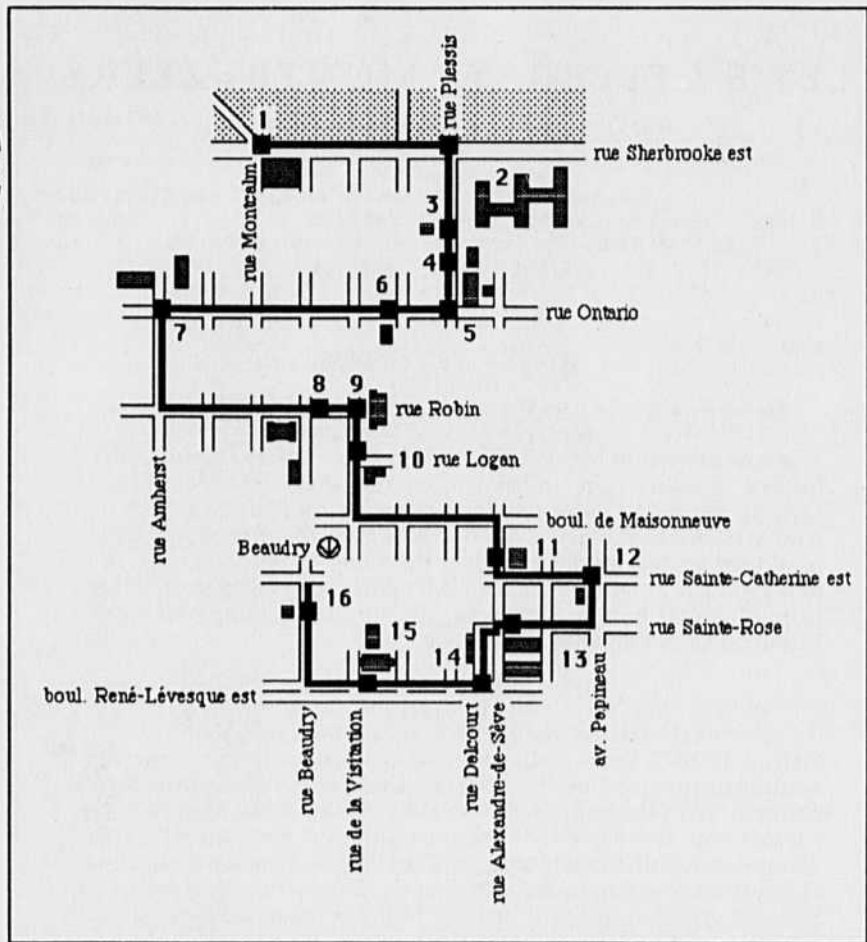 rue Plessis
1
rue Sherbrooke est
2
rue Montcalm
3
4
6
rue Ontario
7
5
8
9
rue Robin
10
rue Logan
rue Amherst
boul. de Maisonneuve
Beaudry
11
12
rue Sainte-Catherine est
16
15
rue Sainte-Rose
14
13
boul. René-Lévesque est
rue Beaudry
rue de la Visitation
rue Dalcourt
rue Alexandre-de-Sève
av. Papineau